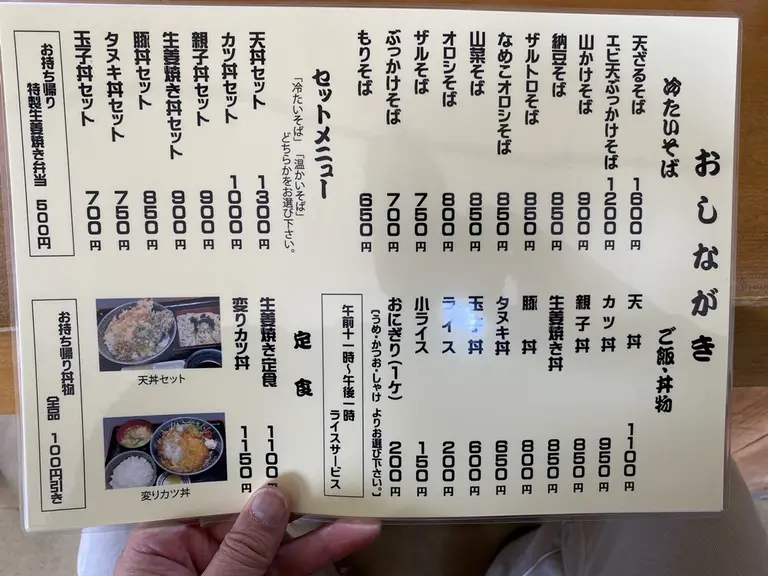 おしながき
冷たいそば
天ざるそば 1600円
エビ天ぶっかけそば 1200円
山かけそば 900円
納豆そば 850円
ザルトロそば 850円
なめこオロシそば 850円
山菜そば 850円
オロシそば 800円
ザルそば 750円
ぶっかけそば 700円
もりそば 650円
セットメニュー
「冷たいそば」「温かいそば」
どちらかをお選び下さい。
天丼セット 1300円
カツ丼セット 1000円
親子丼セット 900円
生姜焼き丼セット 900円
豚丼セット 850円
タヌキ丼セット 750円
玉子丼セット 700円
お持ち帰り
特製生姜焼き弁当 500円
ご飯・丼物
天丼 1100円
カツ丼 950円
親子丼 850円
生姜焼き丼 850円
豚丼 800円
タヌキ丼 650円
玉子丼 600円
ライス 200円
小ライス 150円
おにぎり(1ケ) 200円
(うめ・かつお・しゃけ よりお選び下さい。)
午前十一時〜午後一時
ライスサービス
定食
生姜焼き定食 1100円
変りカツ丼 1150円
天丼セット
変りカツ丼
お持ち帰り丼物 全品 100円引き